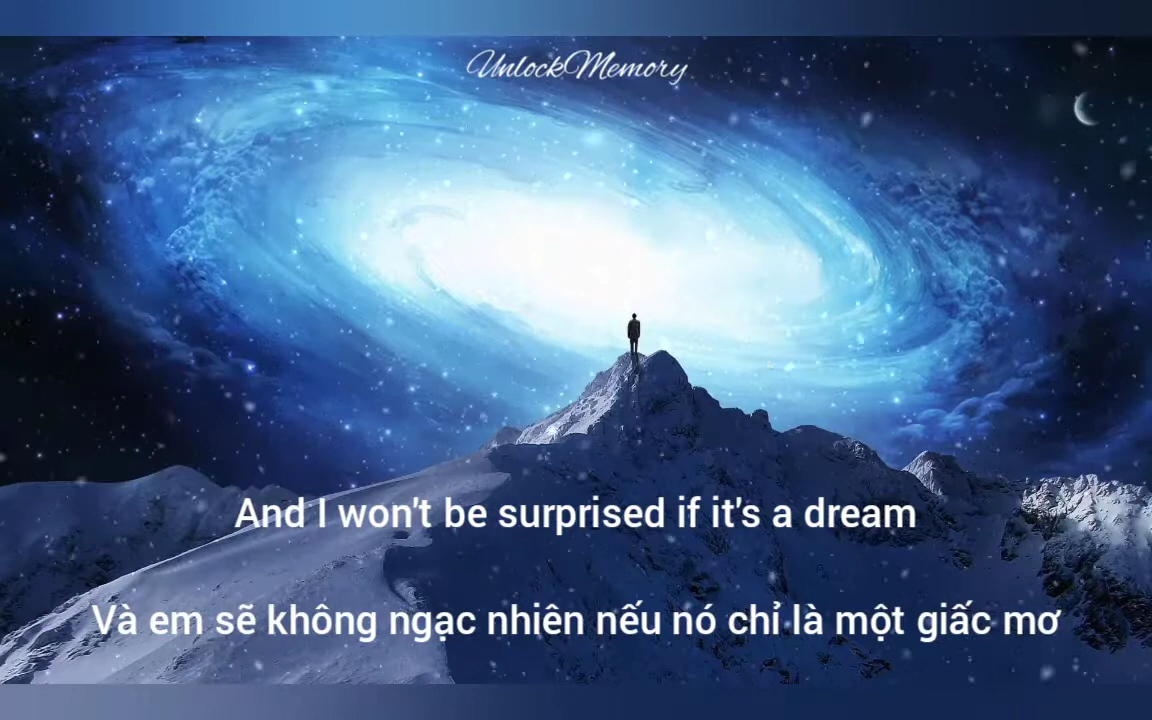 UnlockMemory
And I won't be surprised if it's a dream
Và em sẽ không ngạc nhiên nếu nó chỉ là một giấc mơ